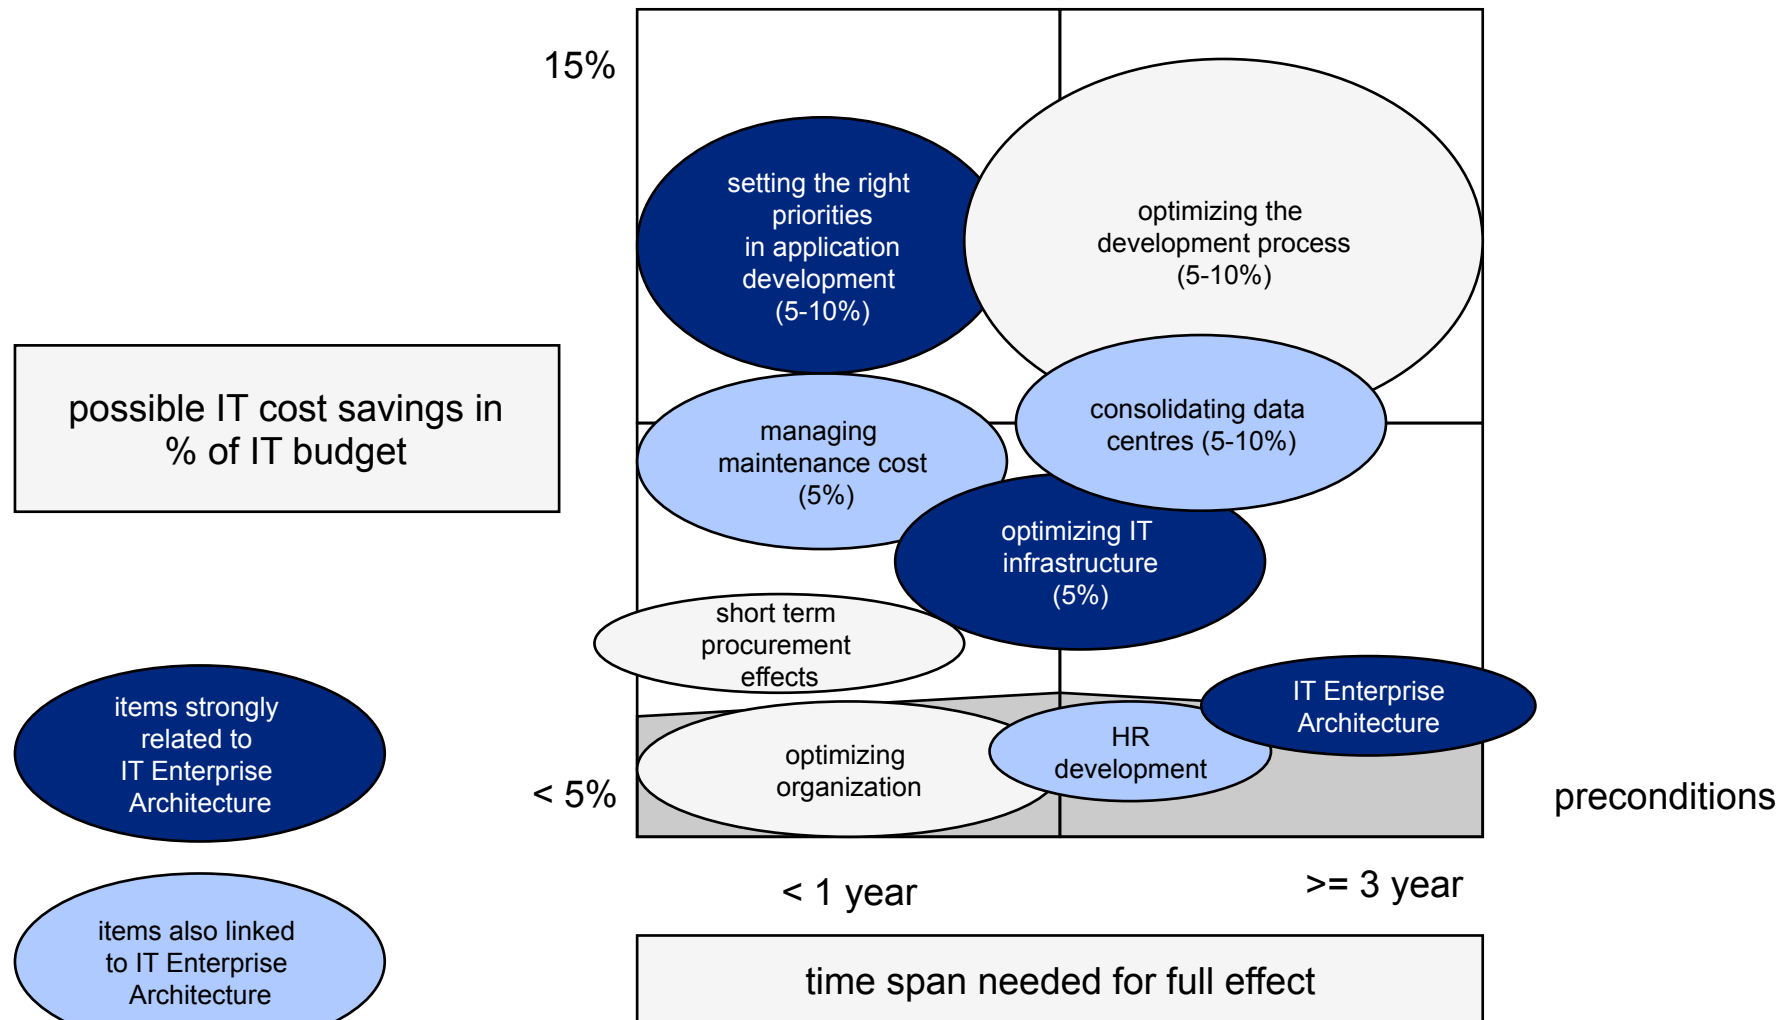 15%
setting the right
priorities
in application
development
(5-10%)
optimizing the
development process
(5-10%)
possible IT cost savings in
% of IT budget
managing
maintenance cost
(5%)
consolidating data
centres (5-10%)
optimizing IT
infrastructure
(5%)
short term
procurement
effects
items strongly
related to
IT Enterprise
Architecture
IT Enterprise
Architecture
HR
development
optimizing
organization
< 5%
preconditions
< 1 year
>= 3 year
items also linked
to IT Enterprise
Architecture
time span needed for full effect